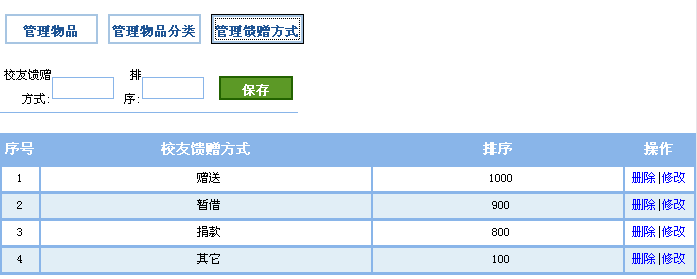 管理物品 管理物品分类 管理馈赠方式
校友馈赠 排
方式: 序: 保存
序号 校友馈赠方式 排序 操作
1 赠送 1000 删除|修改
2 暂借 900 删除|修改
3 捐款 800 删除|修改
4 其它 100 删除|修改